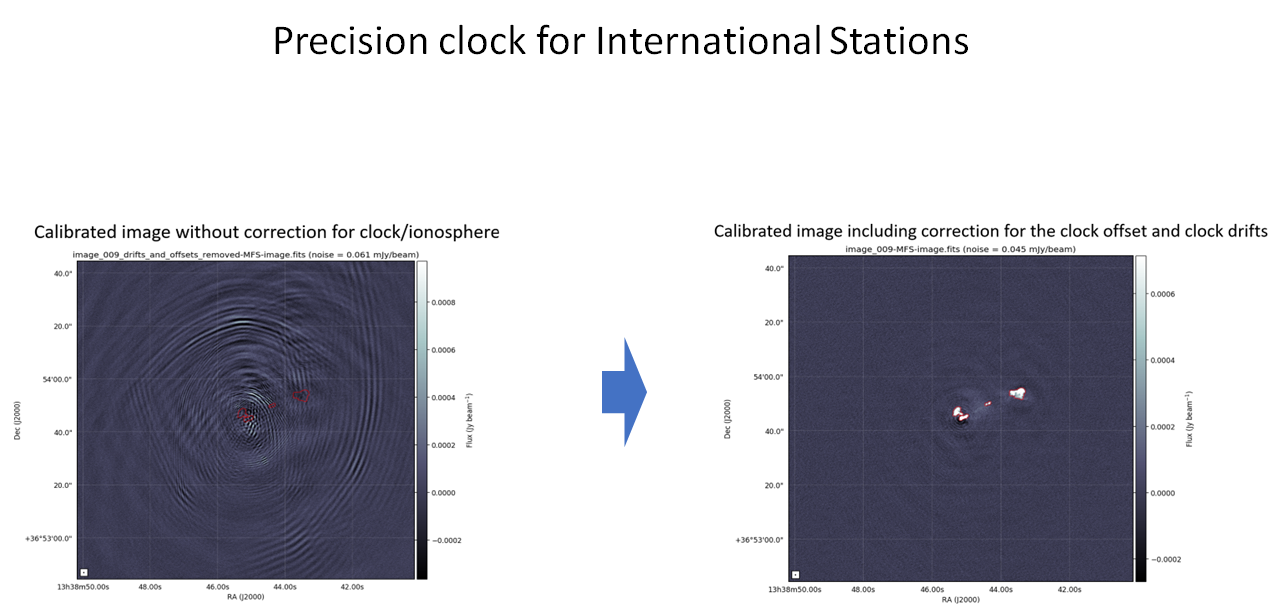 Precision clock for International Stations
Calibrated image without correction for clock/ionosphere
image_009_drifts_and_offsets_removed-MFS-image.fits (noise = 0.061 mJy/beam)
40.0"
20.0"
54'00.0"
40.0"
20.0"
+36°53'00.0"
Dec (J2000)
13h38m50.00s
48.00s
46.00s
44.00s
42.00s
RA (J2000)
0.0008
0.0006
0.0004
0.0002
0.0000
−0.0002
Flux (Jy beam⁻¹)
Calibrated image including correction for the clock offset and clock drifts
image_009-MFS-image.fits (noise = 0.045 mJy/beam)
40.0"
20.0"
54'00.0"
40.0"
20.0"
+36°53'00.0"
Dec (J2000)
13h38m50.00s
48.00s
46.00s
44.00s
42.00s
RA (J2000)
0.0006
0.0004
0.0002
0.0000
−0.0002
Flux (Jy beam⁻¹)